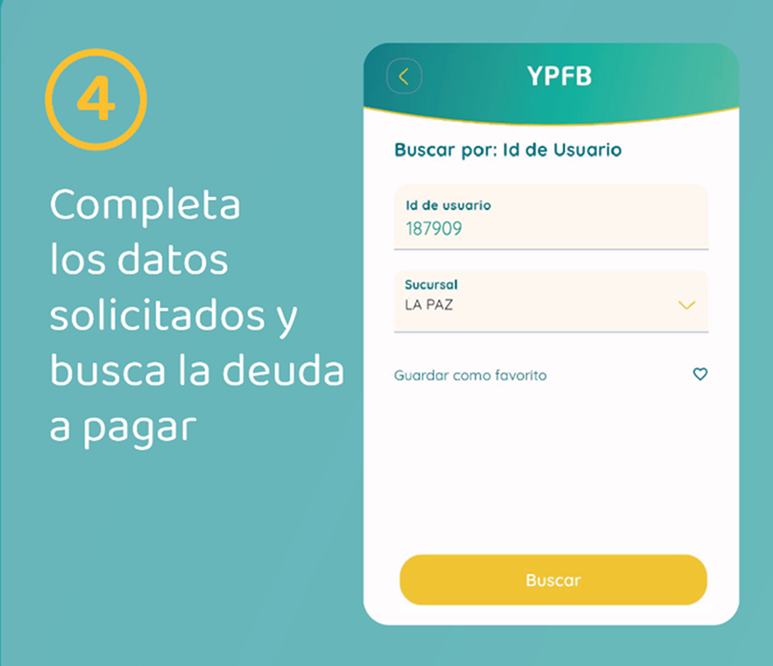 4
Completa
los datos
solicitados y
busca la deuda
a pagar
YPFB
Buscar por: Id de Usuario
Id de usuario
187909
Sucursal
LA PAZ
Guardar como favorito
Buscar